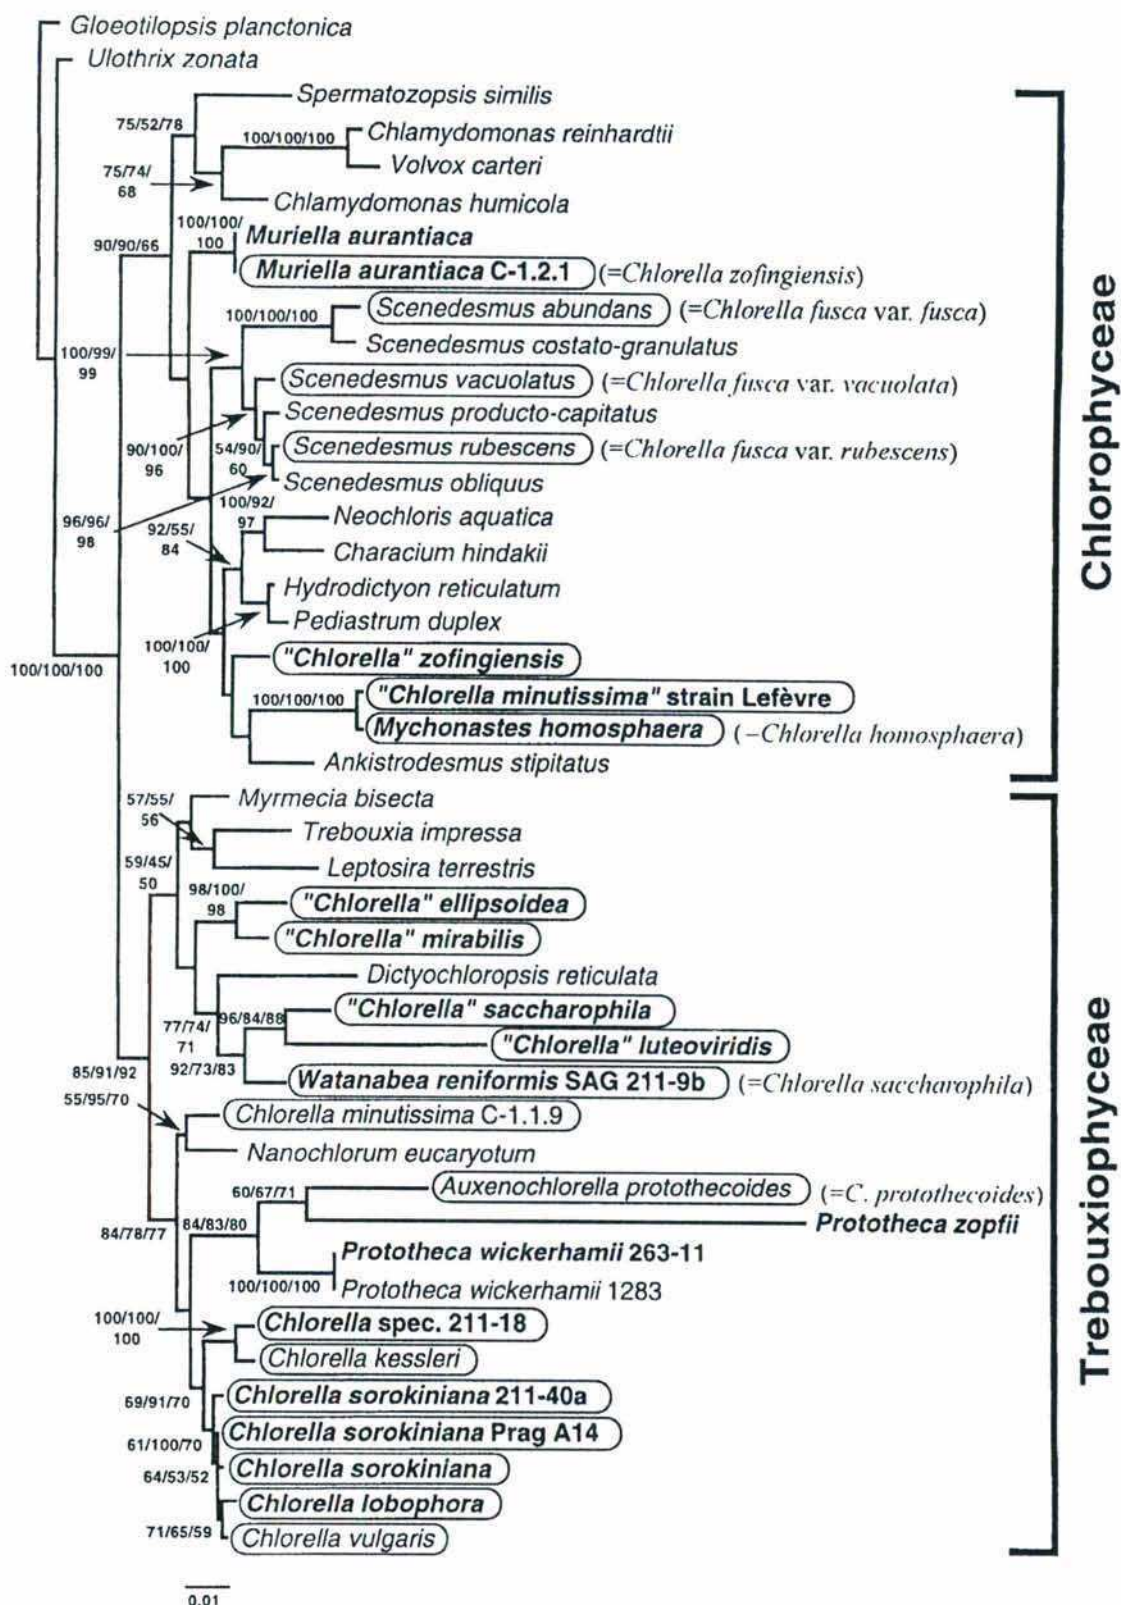 Gloeotilopsis planctonica
Ulothrix zonata
Spermatozopsis similis
75/52/78
100/100/100
Chlamydomonas reinhardtii
Volvox carteri
75/74/
68
Chlamydomonas humicola
100/100/
100
Muriella aurantiaca
90/90/66
Muriella aurantiaca C-1.2.1 (=Chlorella zofingiensis)
Scenedesmus abundans (=Chlorella fusca var. fusca)
100/100/100
Scenedesmus costato-granulatus
100/99/
99
Scenedesmus vacuolatus (=Chlorella fusca var. vacuolata)
Scenedesmus producto-capitatus
90/100/
96
54/90/
60
Scenedesmus rubescens (=Chlorella fusca var. rubescens)
Scenedesmus obliquus
96/96/
98
92/55/
84
100/92/
97
Neochloris aquatica
Characium hindakii
Hydrodictyon reticulatum
Pediastrum duplex
100/100/
100
100/100/100
"Chlorella" zofingiensis
100/100/100
"Chlorella minutissima" strain Lefèvre
Mychonastes homosphaera (–Chlorella homosphaera)
Ankistrodesmus stipitatus
Chlorophyceae
57/55/
56
Myrmecia bisecta
Trebouxia impressa
Leptosira terrestris
59/45/
50
98/100/
98
"Chlorella" ellipsoidea
"Chlorella" mirabilis
Dictyochloropsis reticulata
77/74/
71
96/84/88
"Chlorella" saccharophila
"Chlorella" luteoviridis
92/73/83
Watanabea reniformis SAG 211-9b (=Chlorella saccharophila)
85/91/92
55/95/70
Chlorella minutissima C-1.1.9
Nanochlorum eucaryotum
60/67/71
Auxenochlorella protothecoides (=C. protothecoides)
Prototheca zopfii
84/78/77
84/83/80
Prototheca wickerhamii 263-11
100/100/100
Prototheca wickerhamii 1283
100/100/
100
Chlorella spec. 211-18
Chlorella kessleri
69/91/70
Chlorella sorokiniana 211-40a
Chlorella sorokiniana Prag A14
61/100/70
64/53/52
Chlorella sorokiniana
Chlorella lobophora
71/65/59
Chlorella vulgaris
Trebouxiophyceae
0.01